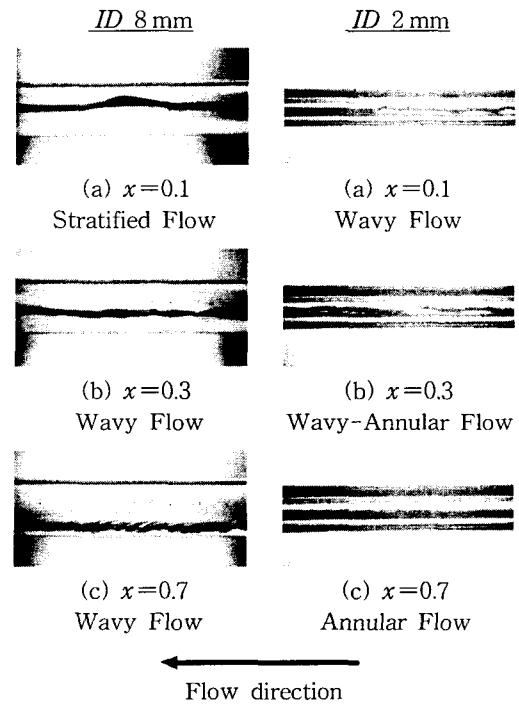 ID 8 mm
ID 2 mm
(a) x=0.1
Stratified Flow
(a) x=0.1
Wavy Flow
(b) x=0.3
Wavy Flow
(b) x=0.3
Wavy-Annular Flow
(c) x=0.7
Wavy Flow
(c) x=0.7
Annular Flow
Flow direction